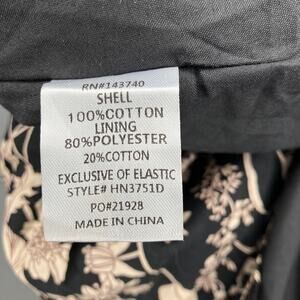 RN#143740
SHELL
100%COTTON
LINING
80%POLYESTER
20%COTTON
EXCLUSIVE OF ELASTIC
STYLE# HN3751D
PO#21928
MADE IN CHINA